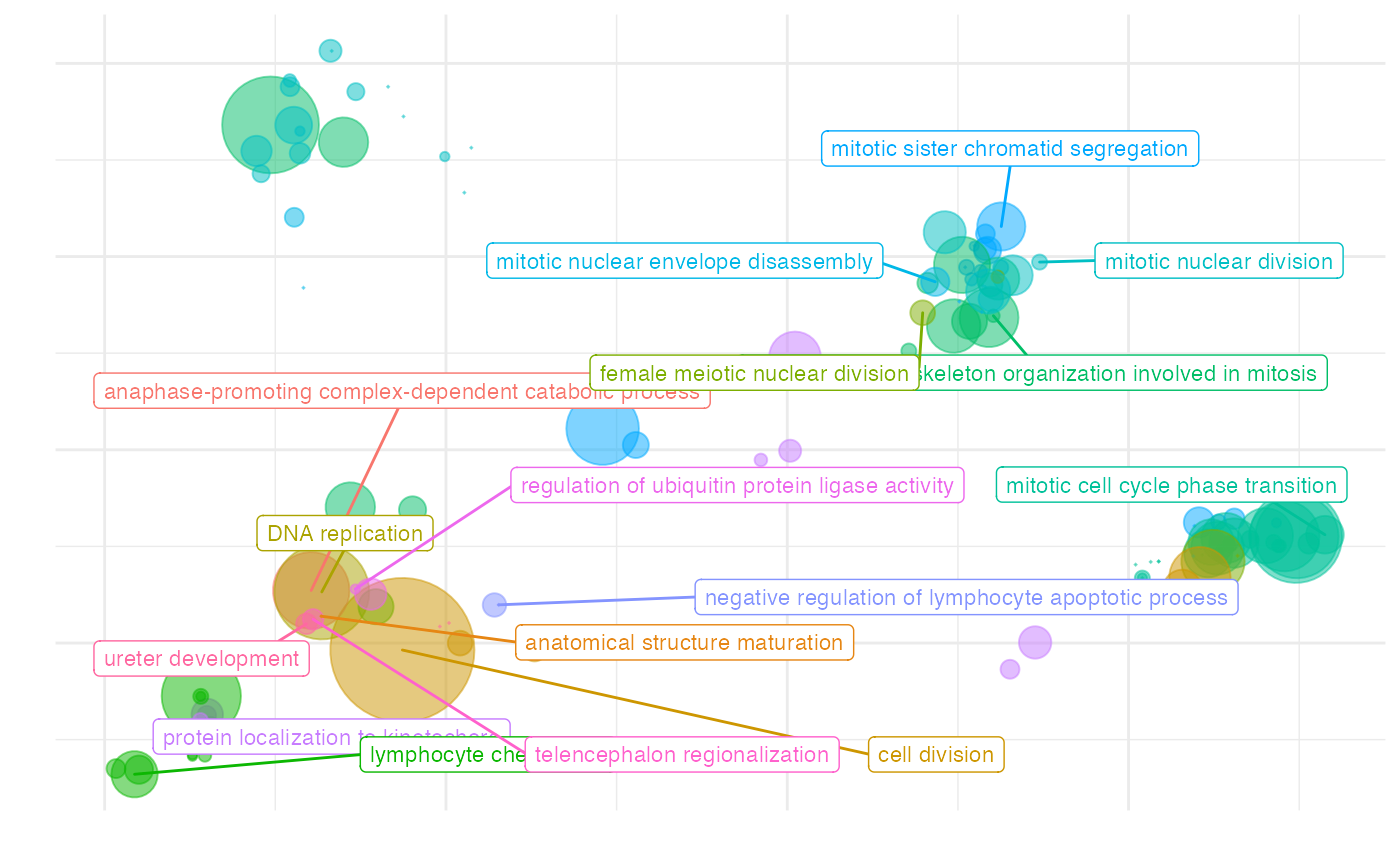 mitotic sister chromatid segregation
mitotic nuclear envelope disassembly
mitotic nuclear division
female meiotic nuclear division
skeleton organization involved in mitosis
anaphase-promoting complex-dependent catabolic process
regulation of ubiquitin protein ligase activity
mitotic cell cycle phase transition
DNA replication
negative regulation of lymphocyte apoptotic process
anatomical structure maturation
ureter development
protein localization to kinetochore
lymphocyte che
telencephalon regionalization
cell division